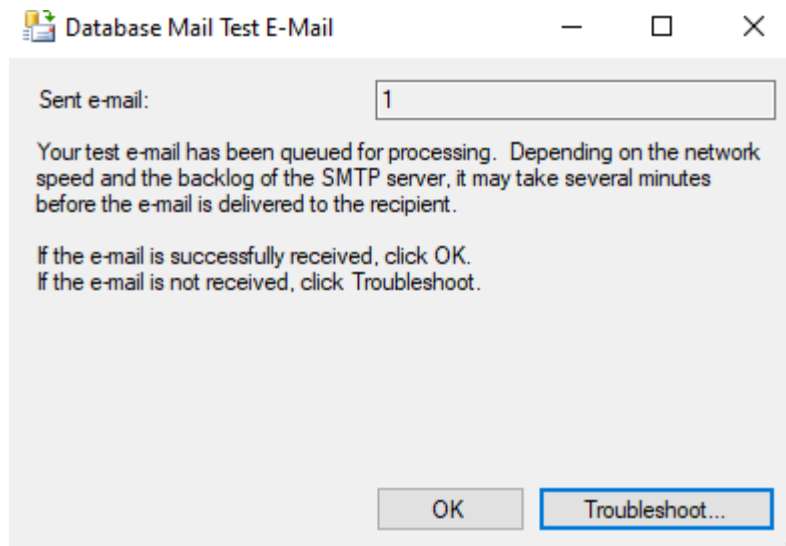 Database Mail Test E-Mail
Sent e-mail:
1
Your test e-mail has been queued for processing.  Depending on the network
speed and the backlog of the SMTP server, it may take several minutes
before the e-mail is delivered to the recipient.
If the e-mail is successfully received, click OK.
If the e-mail is not received, click Troubleshoot.
OK
Troubleshoot...